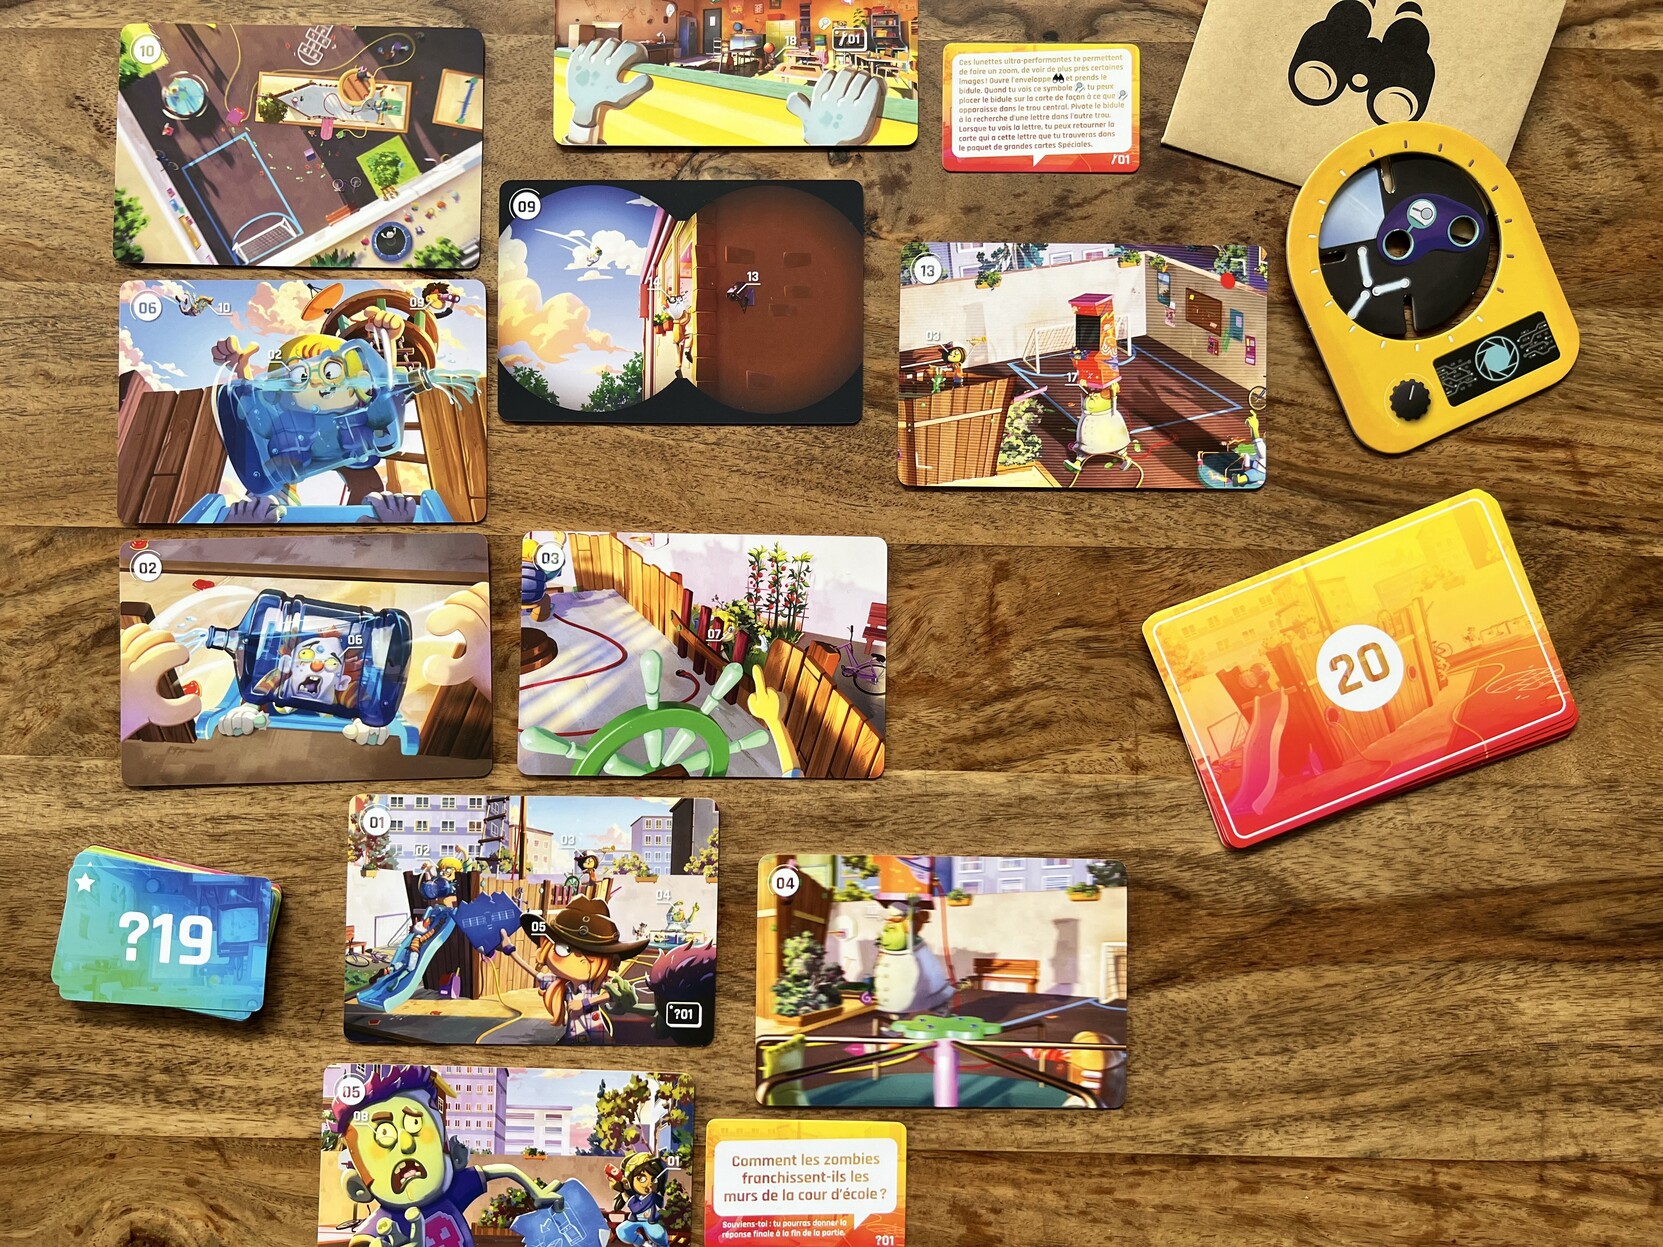 10
18
?01
Ces lunettes ultra-performantes te permettent
de faire un zoom, de voir de plus près certaines
images ! Ouvre l'enveloppe et prends le
bidule. Quand tu vois ce symbole, tu peux
placer le bidule sur la carte de façon à ce que
apparaisse dans le trou central. Pivote le bidule
à la recherche d'une lettre dans l'autre trou.
Lorsque tu vois la lettre, tu peux retourner la
carte qui a cette lettre que tu trouveras dans
le paquet de grandes cartes Spéciales.
/01
09
14
13
13
03
17
06
10
09
02
02
06
03
07
20
?19
01
02
03
04
05
?01
04
05
08
01
Comment les zombies
franchissent-ils les
murs de la cour d'école ?
Souviens-toi : tu pourras donner la
réponse finale à la fin de la partie.
?01